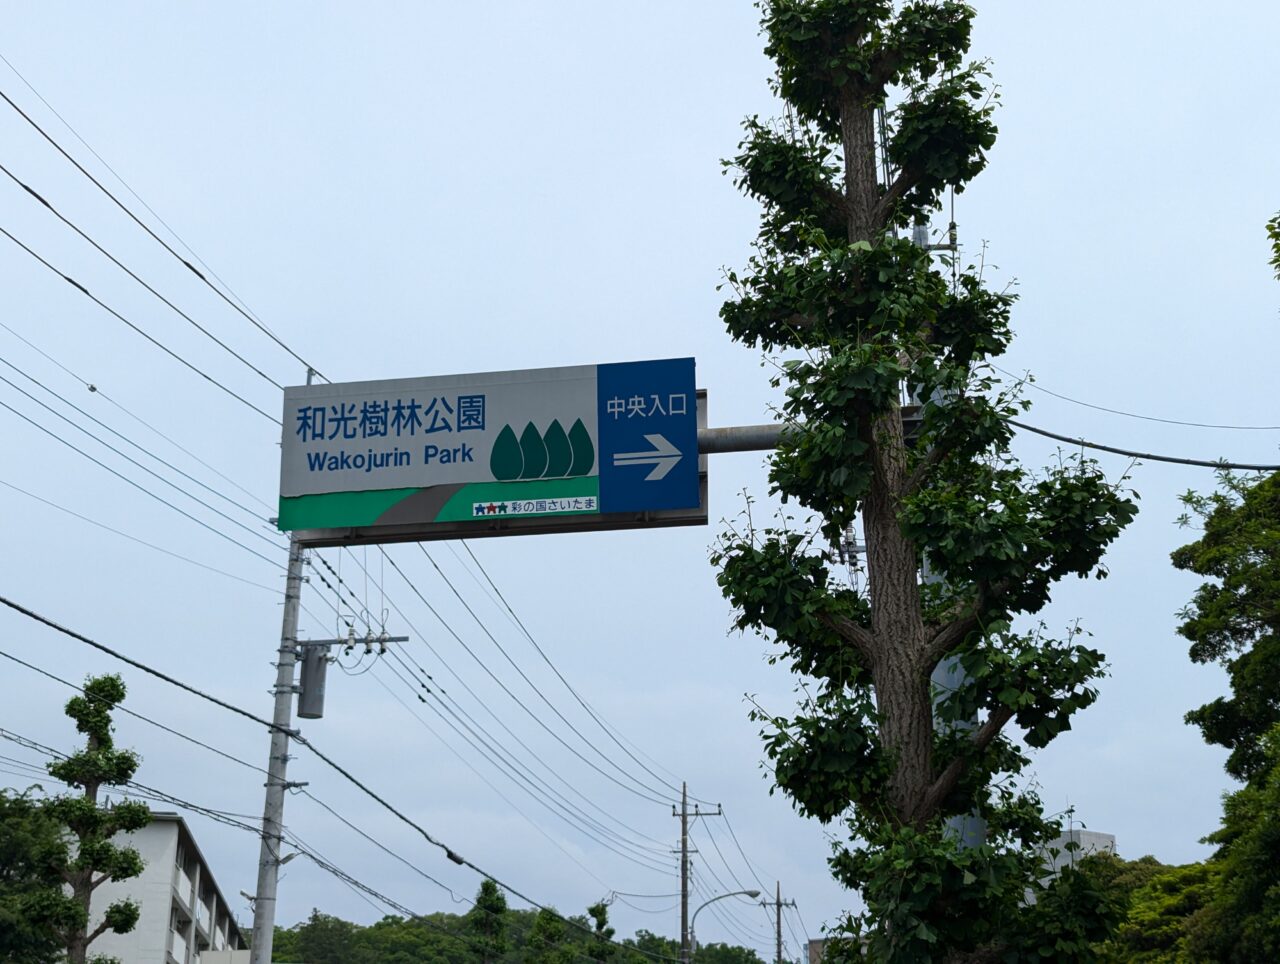 和光樹林公園
Wakojurin Park
彩の国さいたま
中央入口